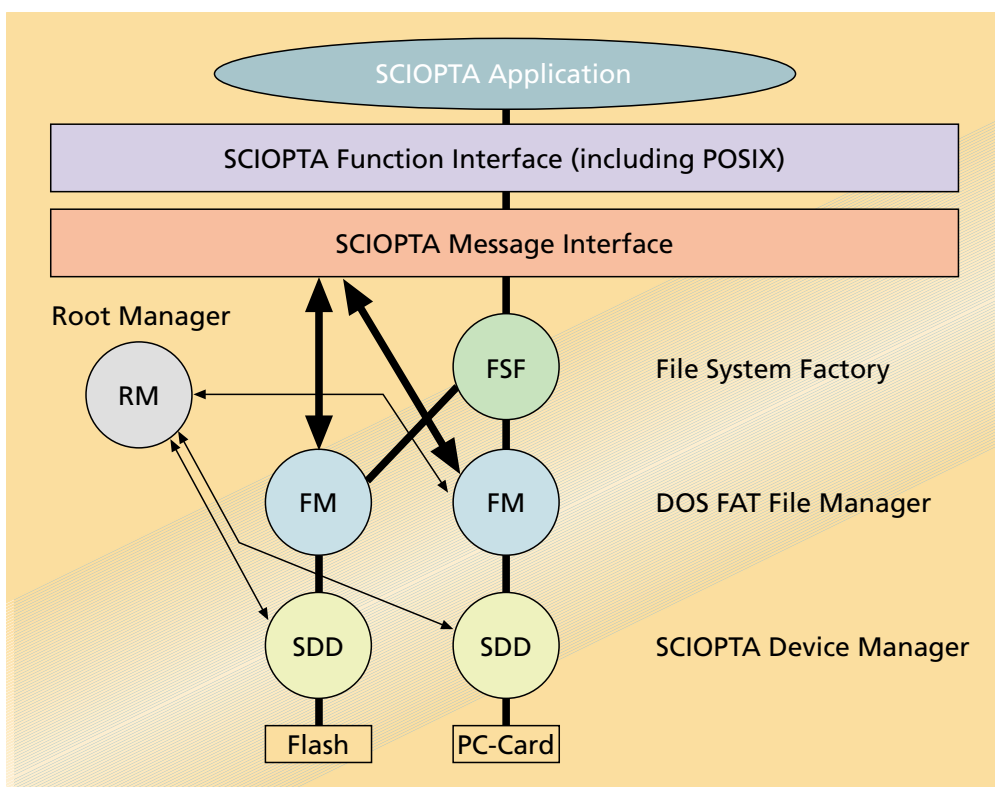 SCIOPTA Application
SCIOPTA Function Interface (including POSIX)
SCIOPTA Message Interface
Root Manager
RM
FSF
File System Factory
FM
FM
DOS FAT File Manager
SDD
SDD
SCIOPTA Device Manager
Flash
PC-Card